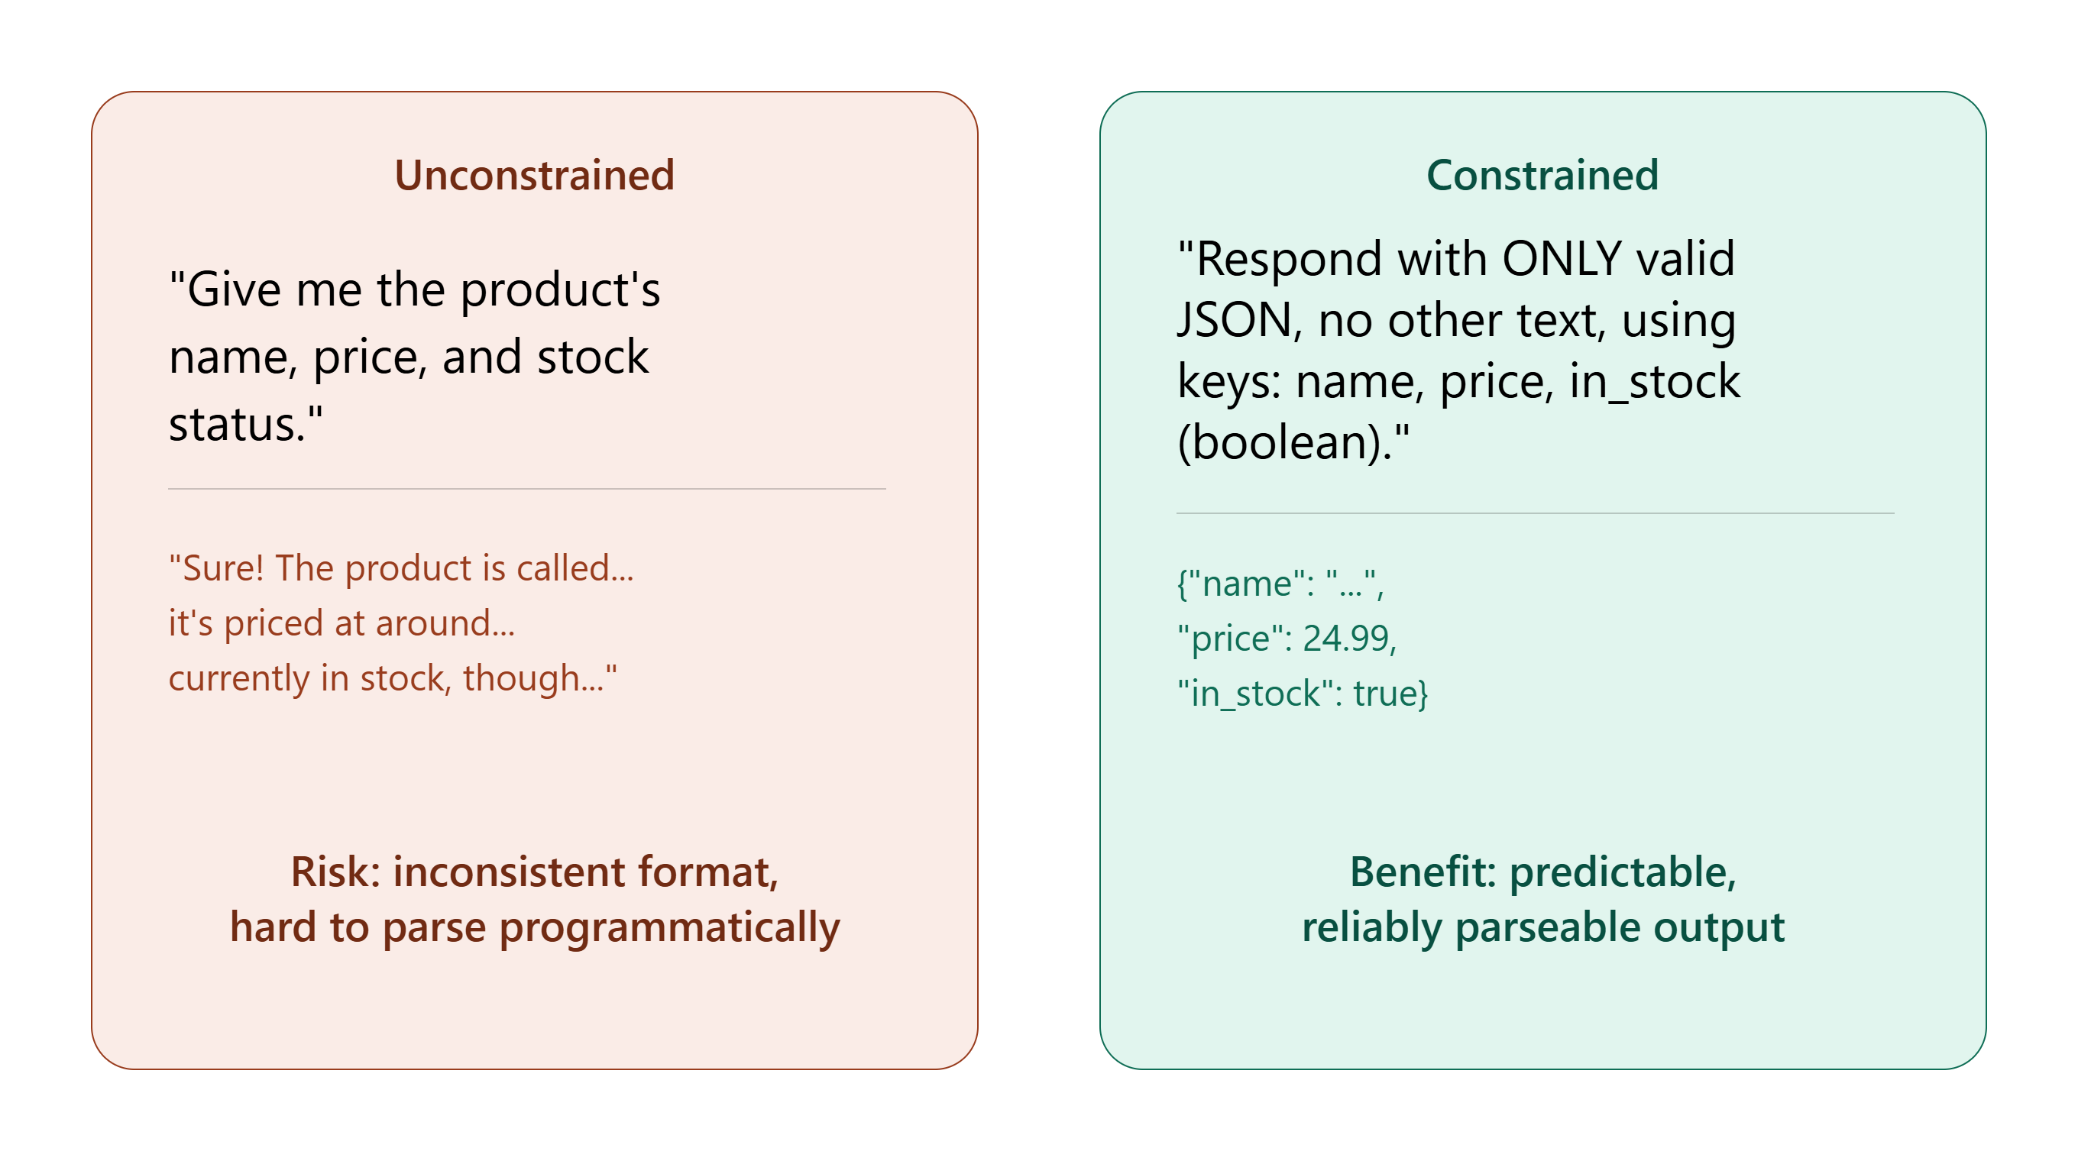 Unconstrained
"Give me the product's
name, price, and stock
status."
"Sure! The product is called...
it's priced at around...
currently in stock, though..."
Risk: inconsistent format,
hard to parse programmatically
Constrained
"Respond with ONLY valid
JSON, no other text, using
keys: name, price, in_stock
(boolean)."
{"name": "...",
"price": 24.99,
"in_stock": true}
Benefit: predictable,
reliably parseable output